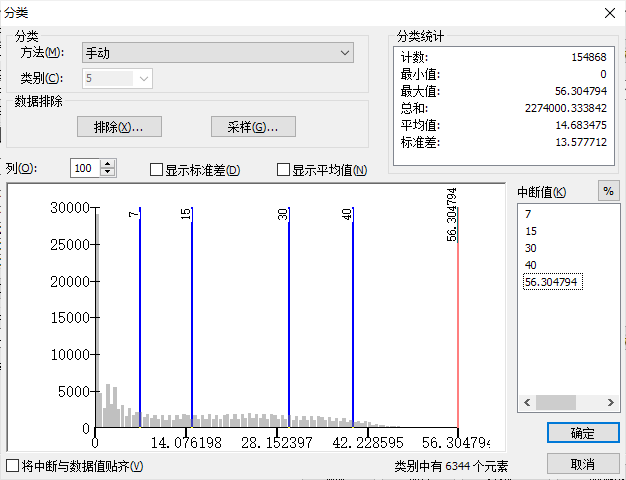 分类
分类
方法(M):
手动
类别(C):
5
数据排除
排除(X)...
采样(G)...
分类统计
计数: 154868
最小值: 0
最大值: 56.304794
总和: 2274000.333842
平均值: 14.683475
标准差: 13.577712
列(O):
100
显示标准差(D)
显示平均值(N)
中断值(K)
%
7
15
30
40
56.304794
30000
25000
20000
15000
10000
5000
0
7
15
30
40
56.304794
0 14.076198 28.152397 42.228595 56.304794
确定
取消
将中断与数据值贴齐(V)
类别中有 6344 个元素